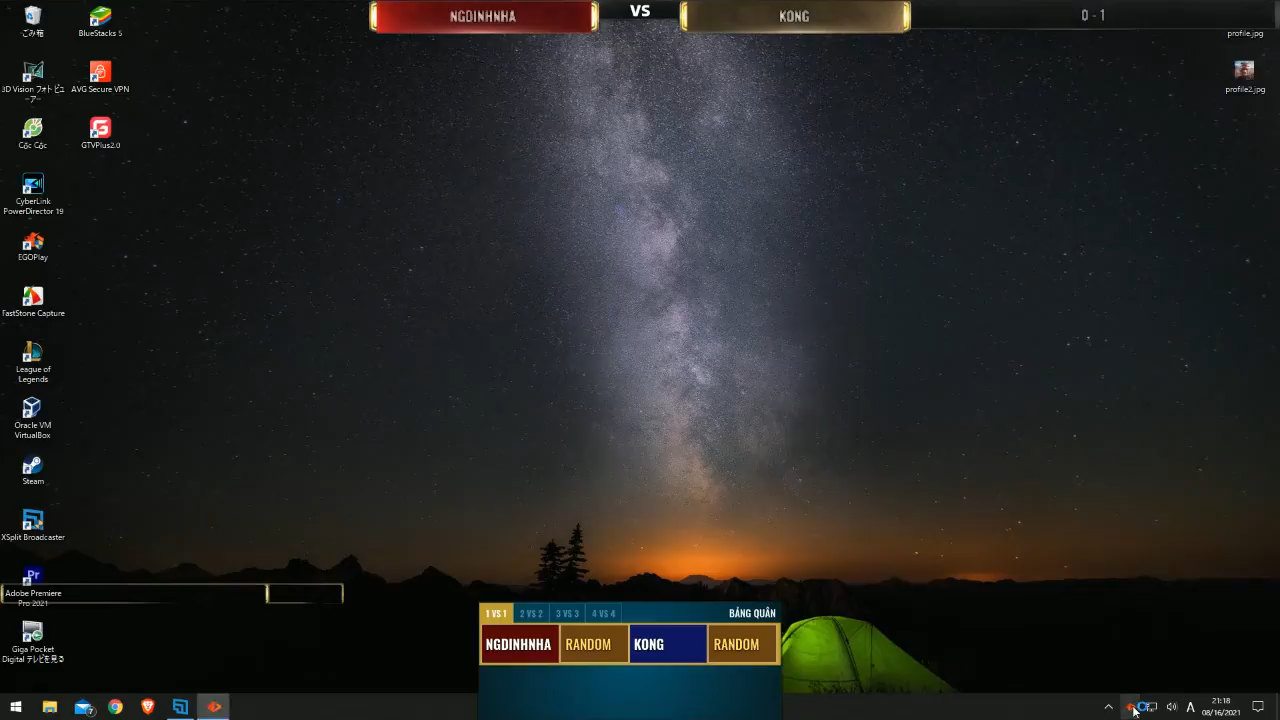 NGDINHNHA
VS
KONG
0 - 1
ごみ箱
BlueStacks 5
profile.jpg
3D Vision フォト ビュ
ーアー
AVG Secure VPN
profile2.jpg
Cốc Cốc
GTVPlus2.0
CyberLink
PowerDirector 19
EGOPlay
FastStone Capture
League of
Legends
Oracle VM
VirtualBox
Steam
XSplit Broadcaster
Pr
Adobe Premiere
Pro 2021
Giga Pocket
Digital テレビを見る
1 VS 1
2 VS 2
3 VS 3
4 VS 4
BẢNG QUÂN
NGDINHNHA
RANDOM
KONG
RANDOM
7
A
21:18
08/16/2021